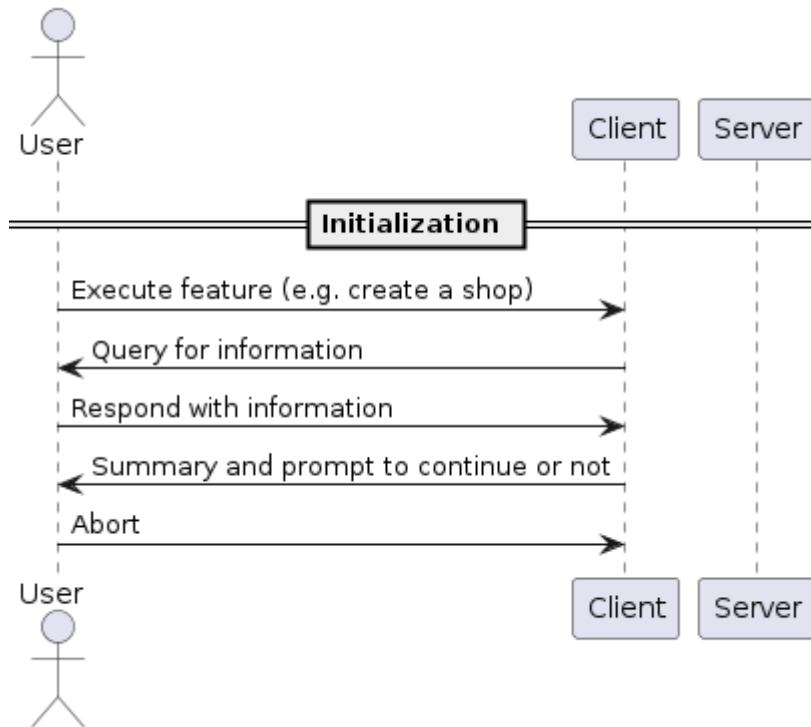 User
Client
Server
Initialization
Execute feature (e.g. create a shop)
Query for information
Respond with information
Summary and prompt to continue or not
Abort
User
Client
Server